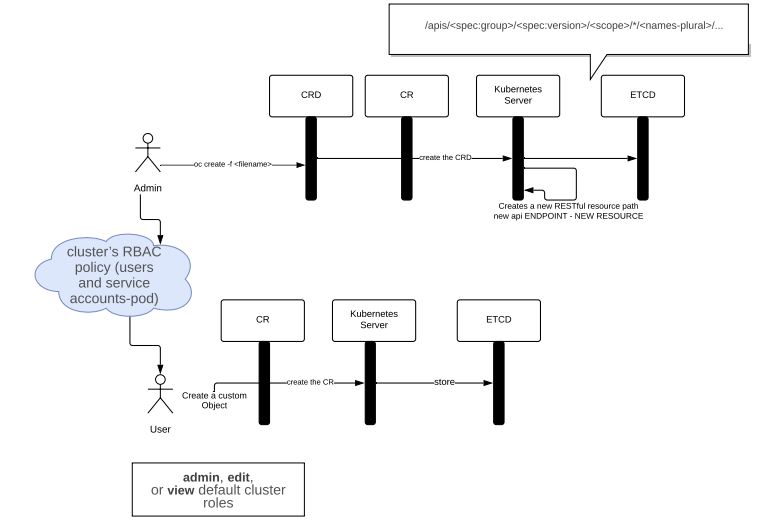 /apis/<spec:group>/<spec:version>/<scope>/*/<names-plural>/...
CRD
CR
Kubernetes
Server
ETCD
oc create -f <filename>
create the CRD
Admin
Creates a new RESTful resource path
new api ENDPOINT - NEW RESOURCE
cluster's RBAC
policy (users
and service
accounts-pod)
CR
Kubernetes
Server
ETCD
create the CR
store
Create a custom
Object
User
admin, edit,
or view default cluster
roles